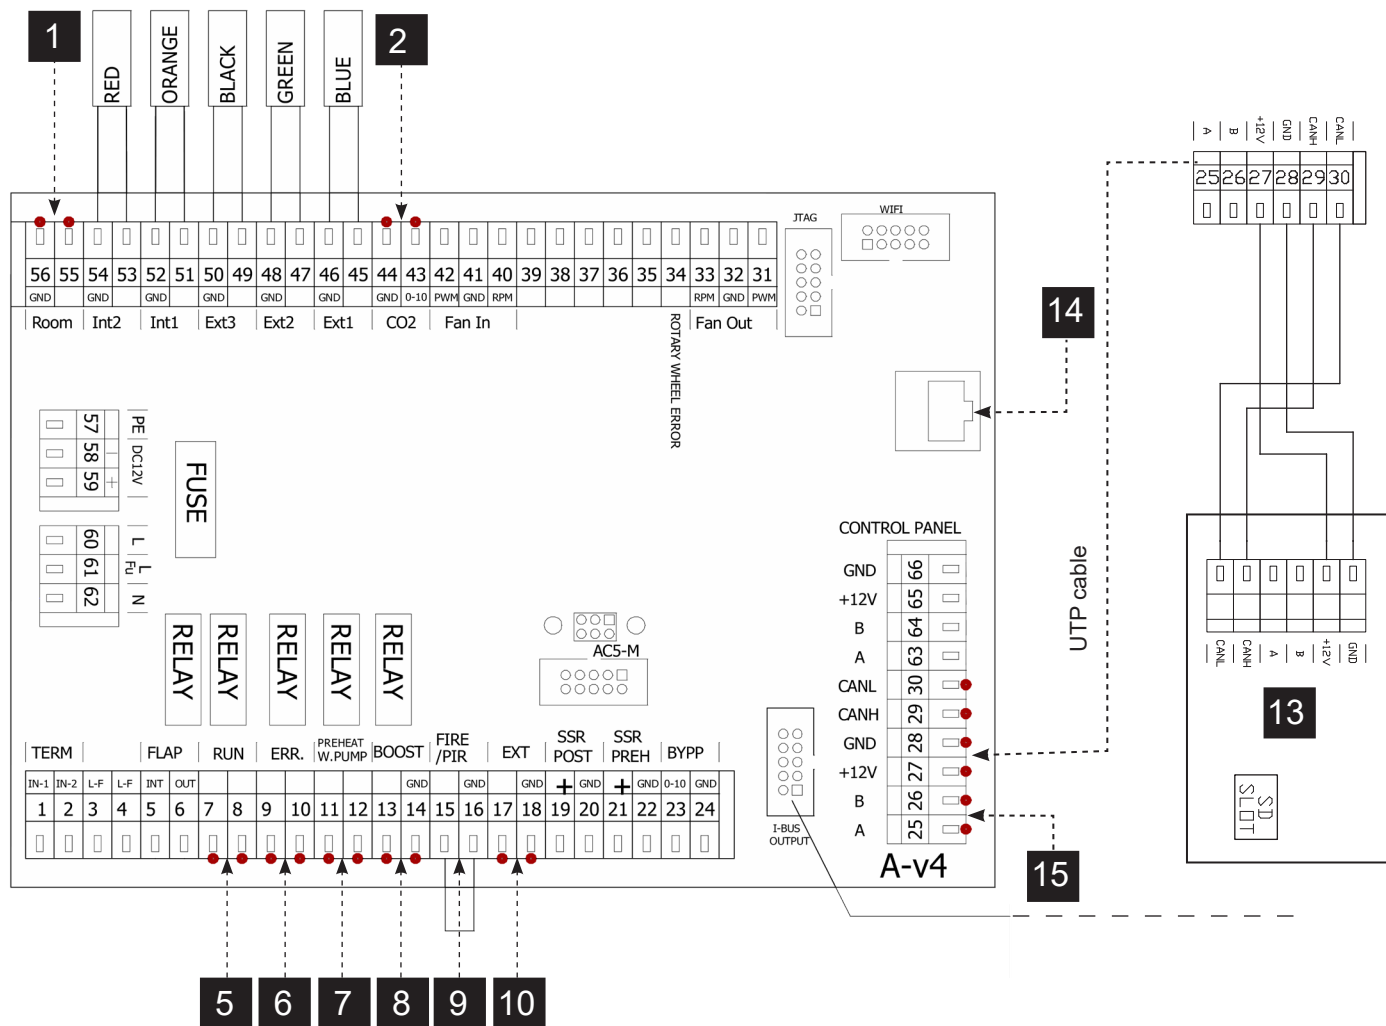 1
2
RED
ORANGE
BLACK
GREEN
BLUE
A B +12V GND CANH CANL
25 26 27 28 29 30
JTAG
WIFI
56 55 54 53 52 51 50 49 48 47 46 45 44 43 42 41 40 39 38 37 36 35 34 33 32 31
GND GND GND GND GND GND GND 0-10 PWM GND RPM RPM GND PWM
Room Int2 Int1 Ext3 Ext2 Ext1 CO2 Fan In Fan Out
ROTARY WHEEL ERROR
14
57 PE
58 − DC12V
59 +
60 L
61 L Fu
62 N
FUSE
CONTROL PANEL
GND 66
+12V 65
B 64
A 63
CANL 30
CANH 29
GND 28
+12V 27
B 26
A 25
A-v4
UTP cable
RELAY
RELAY
RELAY
RELAY
RELAY
AC5-M
I-BUS
OUTPUT
CANL CANH A B +12V GND
13
SD
SLOT
15
TERM FLAP RUN ERR. PREHEAT W.PUMP BOOST FIRE /PIR EXT SSR POST SSR PREH BYPP
IN-1 IN-2 L-F L-F INT OUT GND GND GND + GND + GND 0-10 GND
1 2 3 4 5 6 7 8 9 10 11 12 13 14 15 16 17 18 19 20 21 22 23 24
5 6 7 8 9 10